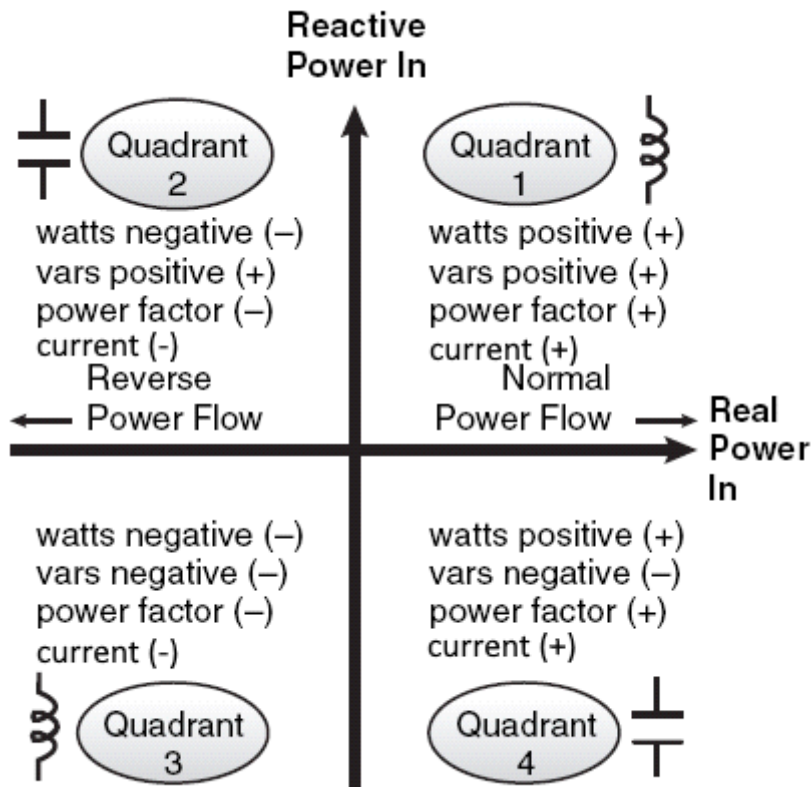 Reactive
Power In
Quadrant
2
watts negative (–)
vars positive (+)
power factor (–)
current (-)
Reverse
Power Flow
Quadrant
1
watts positive (+)
vars positive (+)
power factor (+)
current (+)
Normal
Power Flow
Real
Power
In
watts negative (–)
vars negative (–)
power factor (–)
current (-)
Quadrant
3
watts positive (+)
vars negative (–)
power factor (+)
current (+)
Quadrant
4